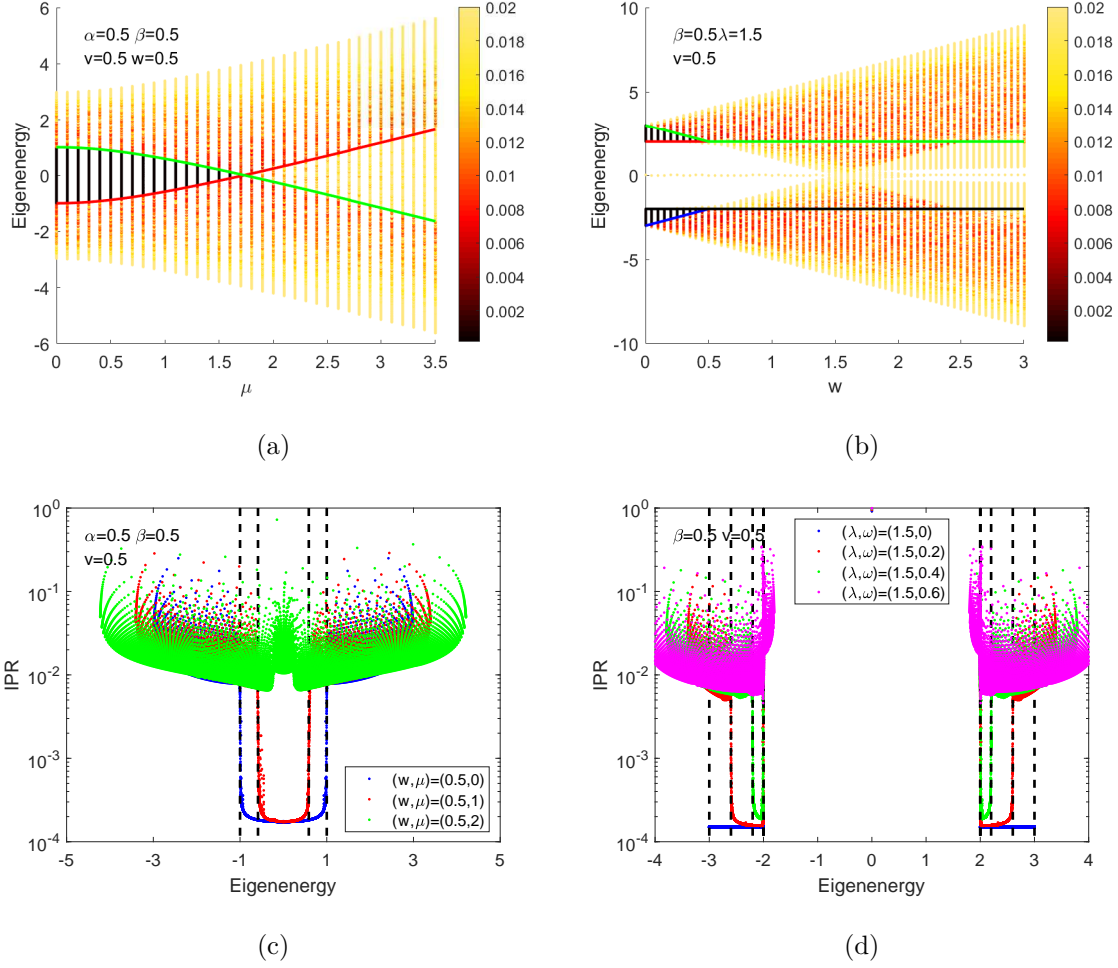 α=0.5 β=0.5
v=0.5 w=0.5
Eigenenergy
6
4
2
0
-2
-4
-6
0 0.5 1 1.5 2 2.5 3 3.5
μ
0.02
0.018
0.016
0.014
0.012
0.01
0.008
0.006
0.004
0.002
(a)
β=0.5λ=1.5
v=0.5
Eigenenergy
10
5
0
-5
-10
0 0.5 1 1.5 2 2.5 3
w
0.02
0.018
0.016
0.014
0.012
0.01
0.008
0.006
0.004
0.002
(b)
α=0.5 β=0.5
v=0.5
IPR
10^0
10^-1
10^-2
10^-3
10^-4
(w,μ)=(0.5,0)
(w,μ)=(0.5,1)
(w,μ)=(0.5,2)
-5 -3 -1 1 3 5
Eigenenergy
(c)
β=0.5 v=0.5
(λ,ω)=(1.5,0)
(λ,ω)=(1.5,0.2)
(λ,ω)=(1.5,0.4)
(λ,ω)=(1.5,0.6)
IPR
10^0
10^-1
10^-2
10^-3
10^-4
-4 -3 -2 0 2 3 4
Eigenenergy
(d)